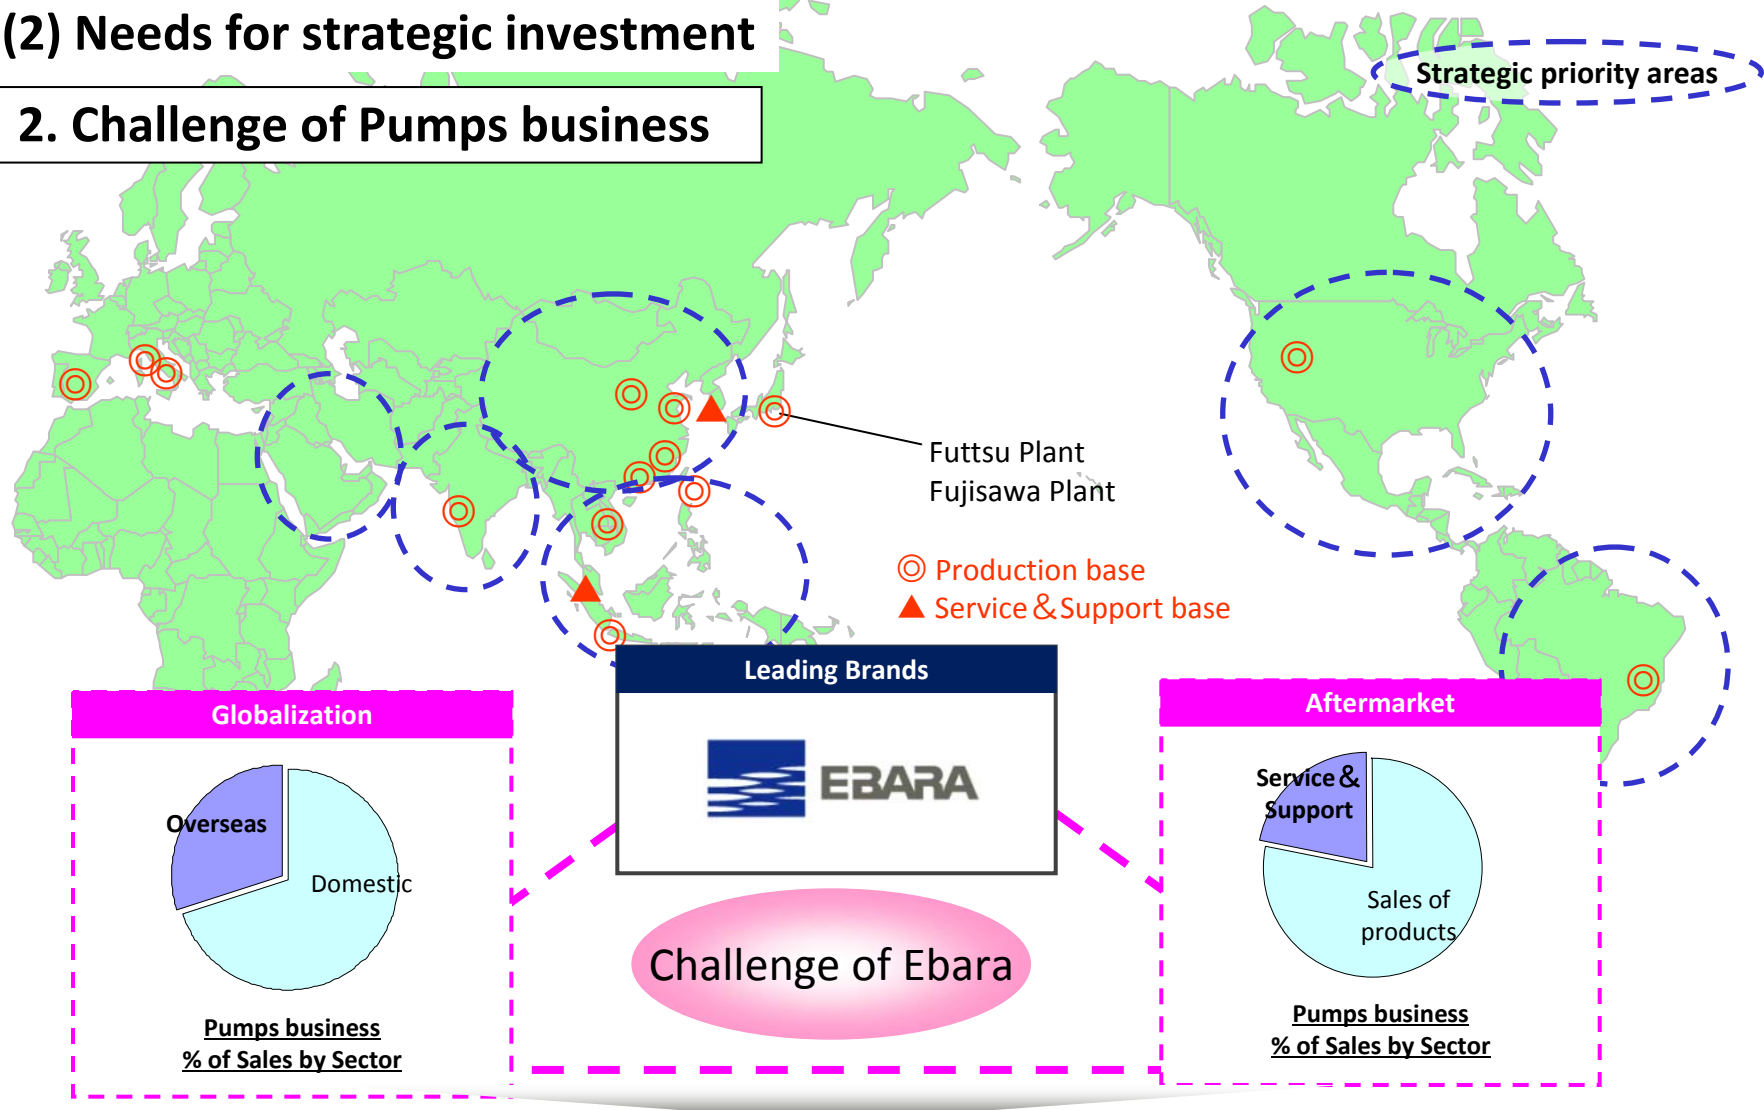 (2) Needs for strategic investment
2. Challenge of Pumps business
Strategic priority areas
Futtsu Plant
Fujisawa Plant
Production base
Service＆Support base
Leading Brands
EBARA
Globalization
Overseas
Domestic
Pumps business
% of Sales by Sector
Challenge of Ebara
Aftermarket
Service＆
Support
Sales of
products
Pumps business
% of Sales by Sector